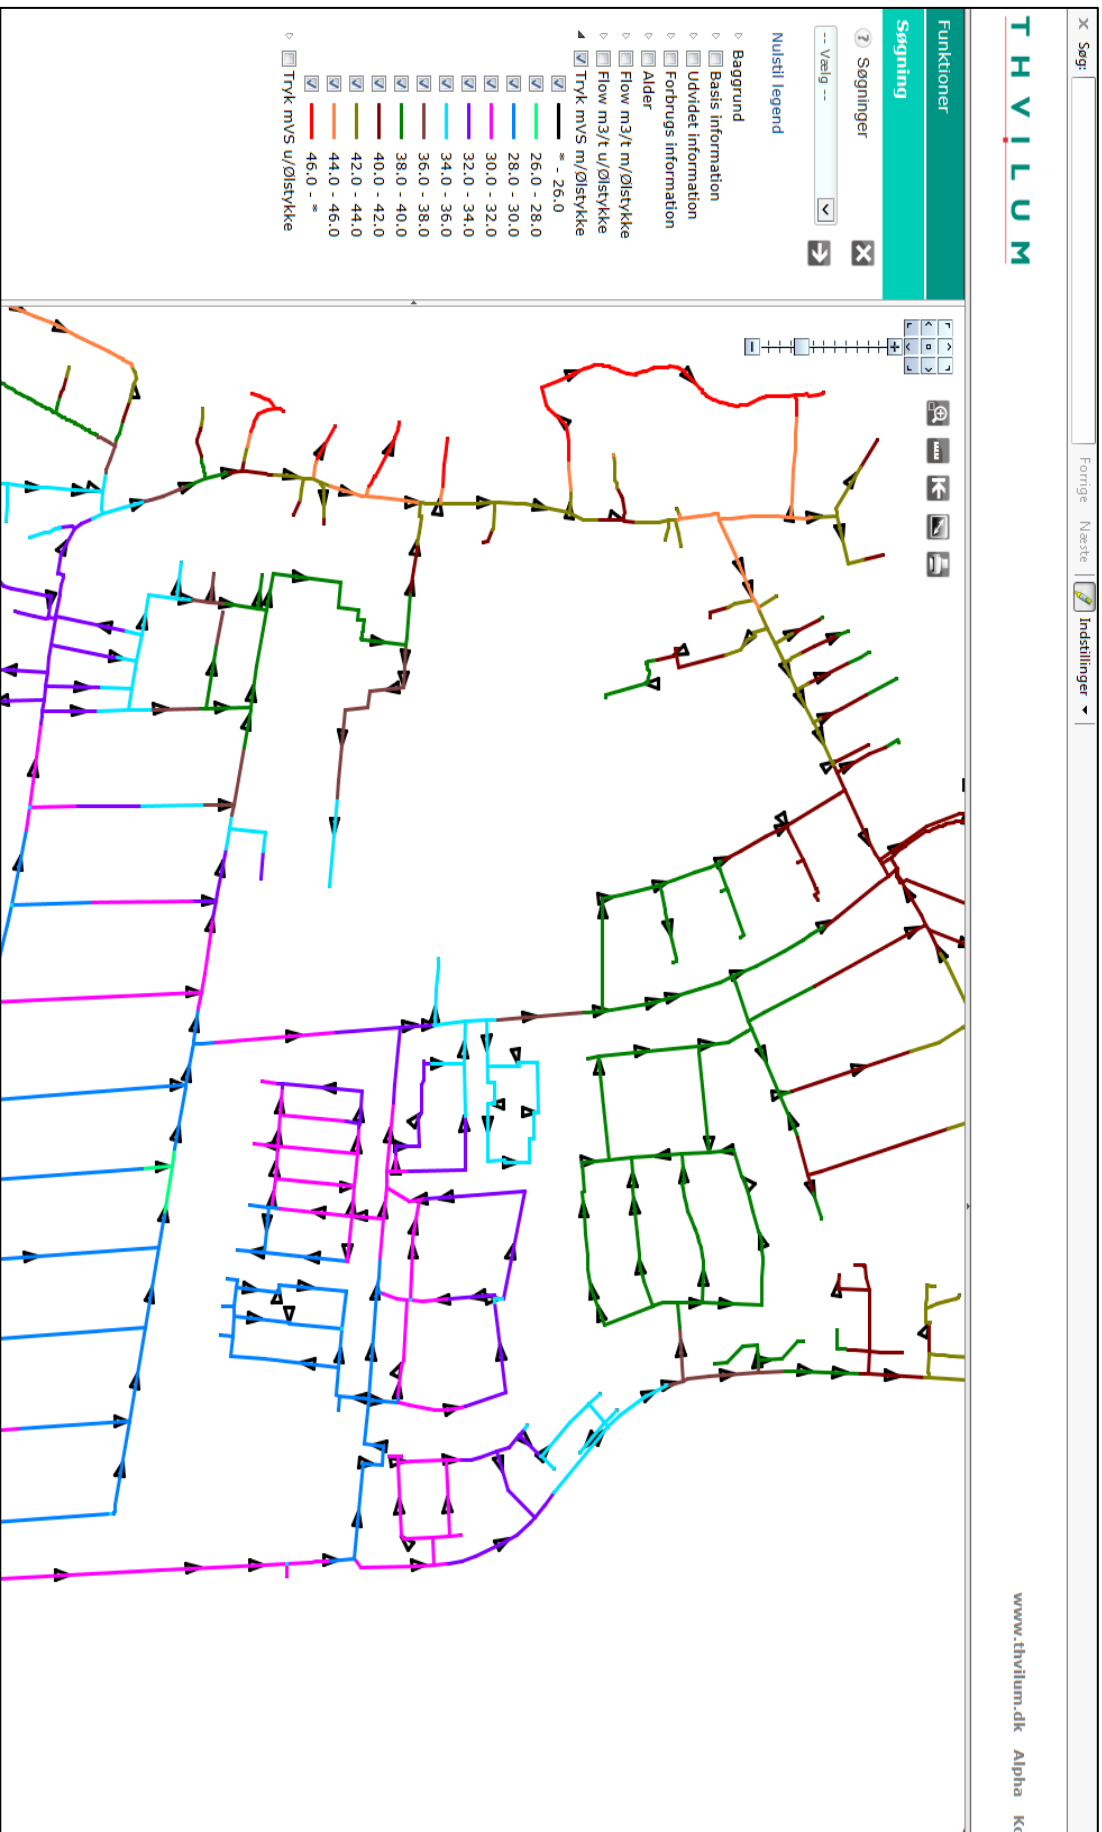 × Søg:
Forrige Næste Indstillinger
THVILUM
www.thvilum.dk Alpha
Funktioner
Søgning
? Søgninger
-- Vælg --
Nulstil legend
Baggrund
Basis information
Udvidet information
Forbrugs information
Alder
Flow m3/t m/Ølstykke
Flow m3/t u/Ølstykke
Tryk mVS m/Ølstykke
* - 26.0
26.0 - 28.0
28.0 - 30.0
30.0 - 32.0
32.0 - 34.0
34.0 - 36.0
36.0 - 38.0
38.0 - 40.0
40.0 - 42.0
42.0 - 44.0
44.0 - 46.0
46.0 - *
Tryk mVS u/Ølstykke